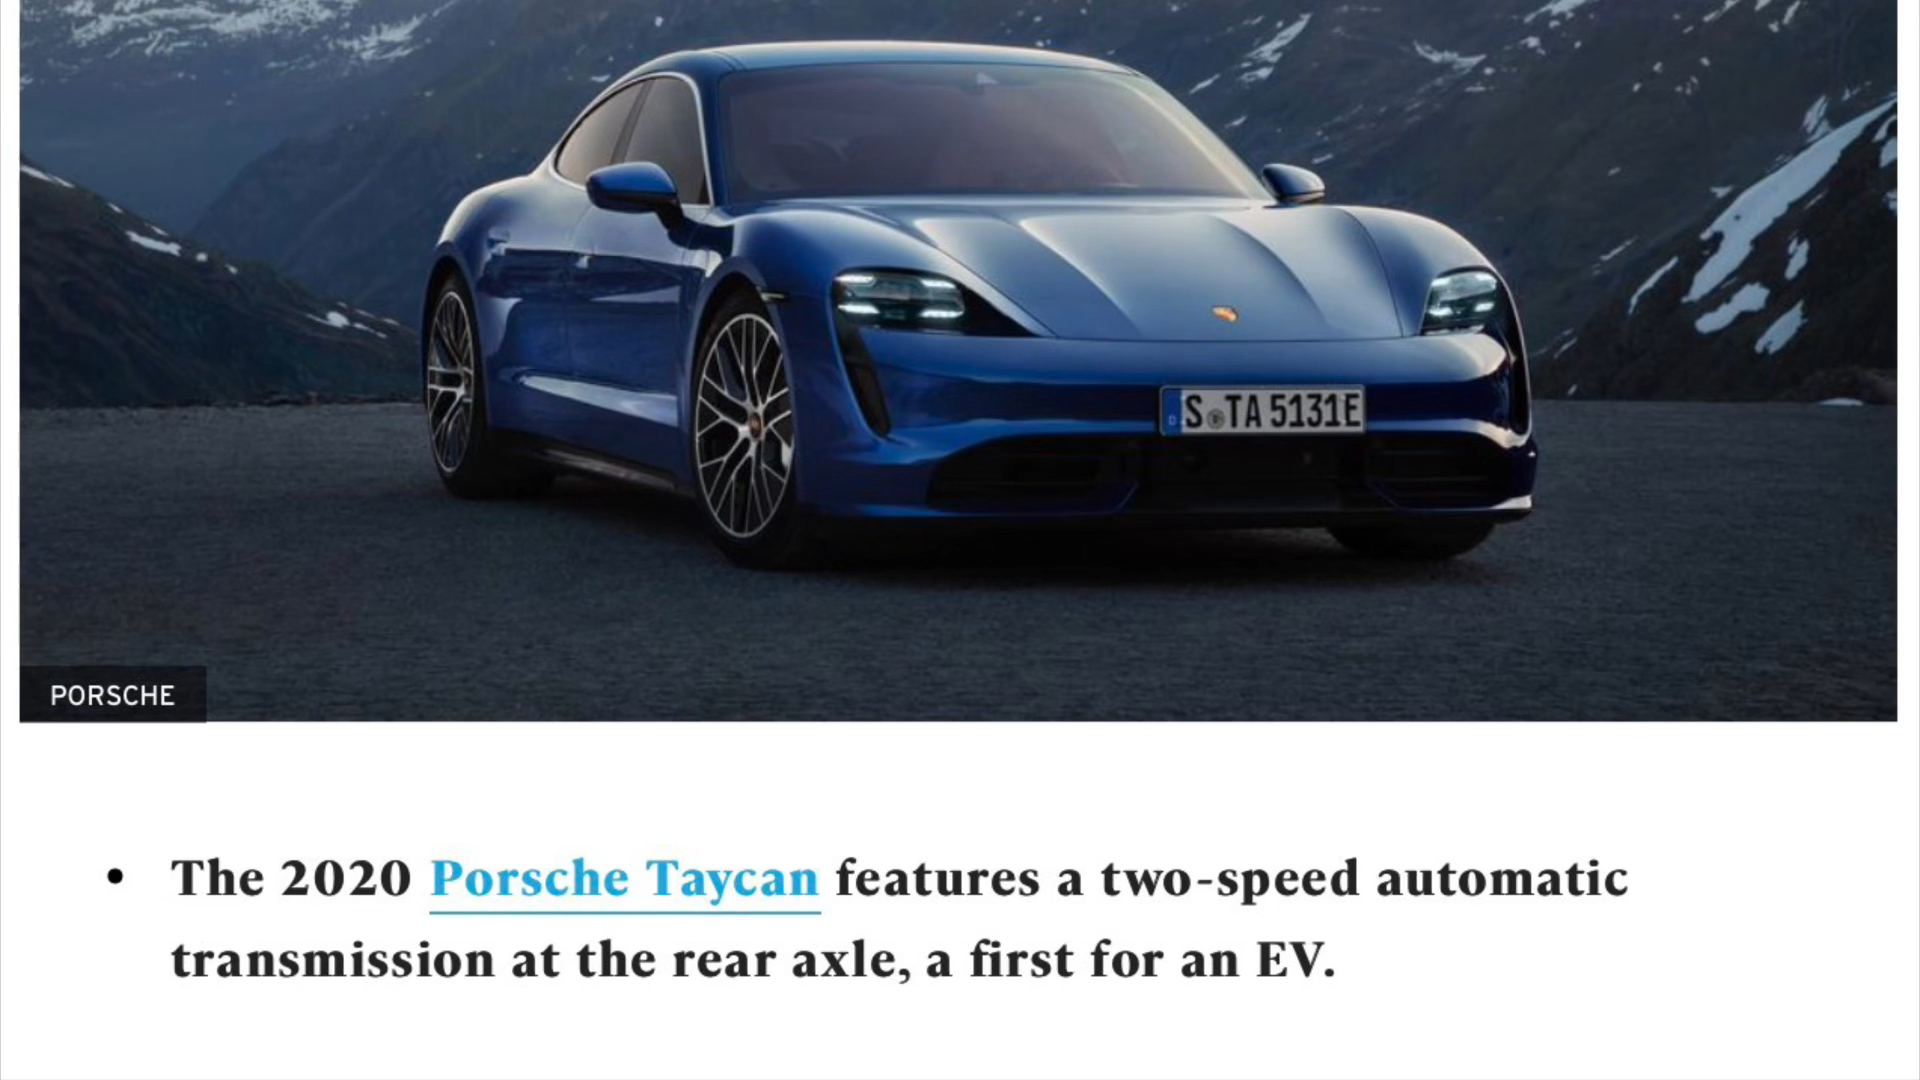 S TA 5131E
PORSCHE
• The 2020 Porsche Taycan features a two-speed automatic
transmission at the rear axle, a first for an EV.